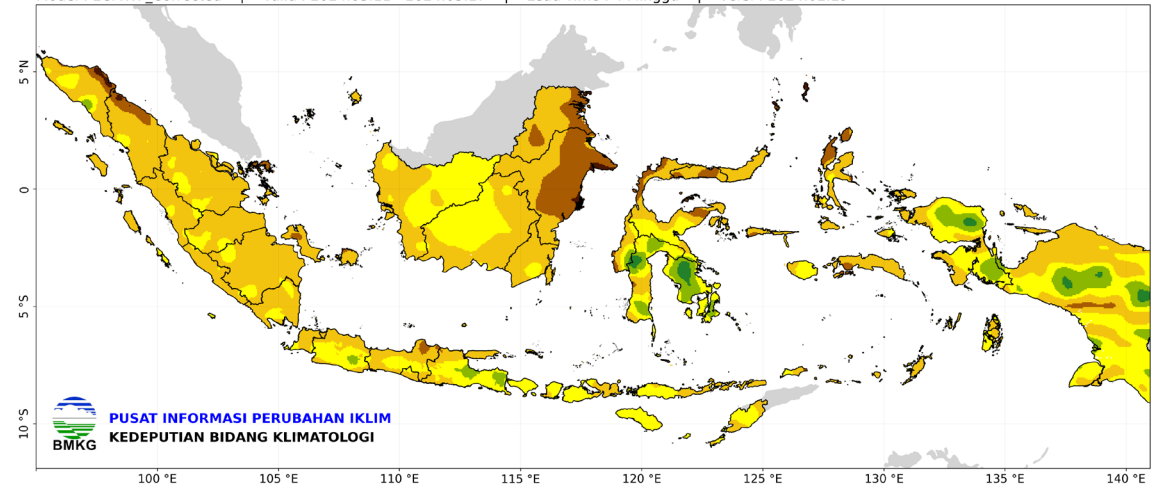 5 °N
0
5 °S
10 °S
PUSAT INFORMASI PERUBAHAN IKLIM
KEDEPUTIAN BIDANG KLIMATOLOGI
BMKG
100 °E
105 °E
110 °E
115 °E
120 °E
125 °E
130 °E
135 °E
140 °E